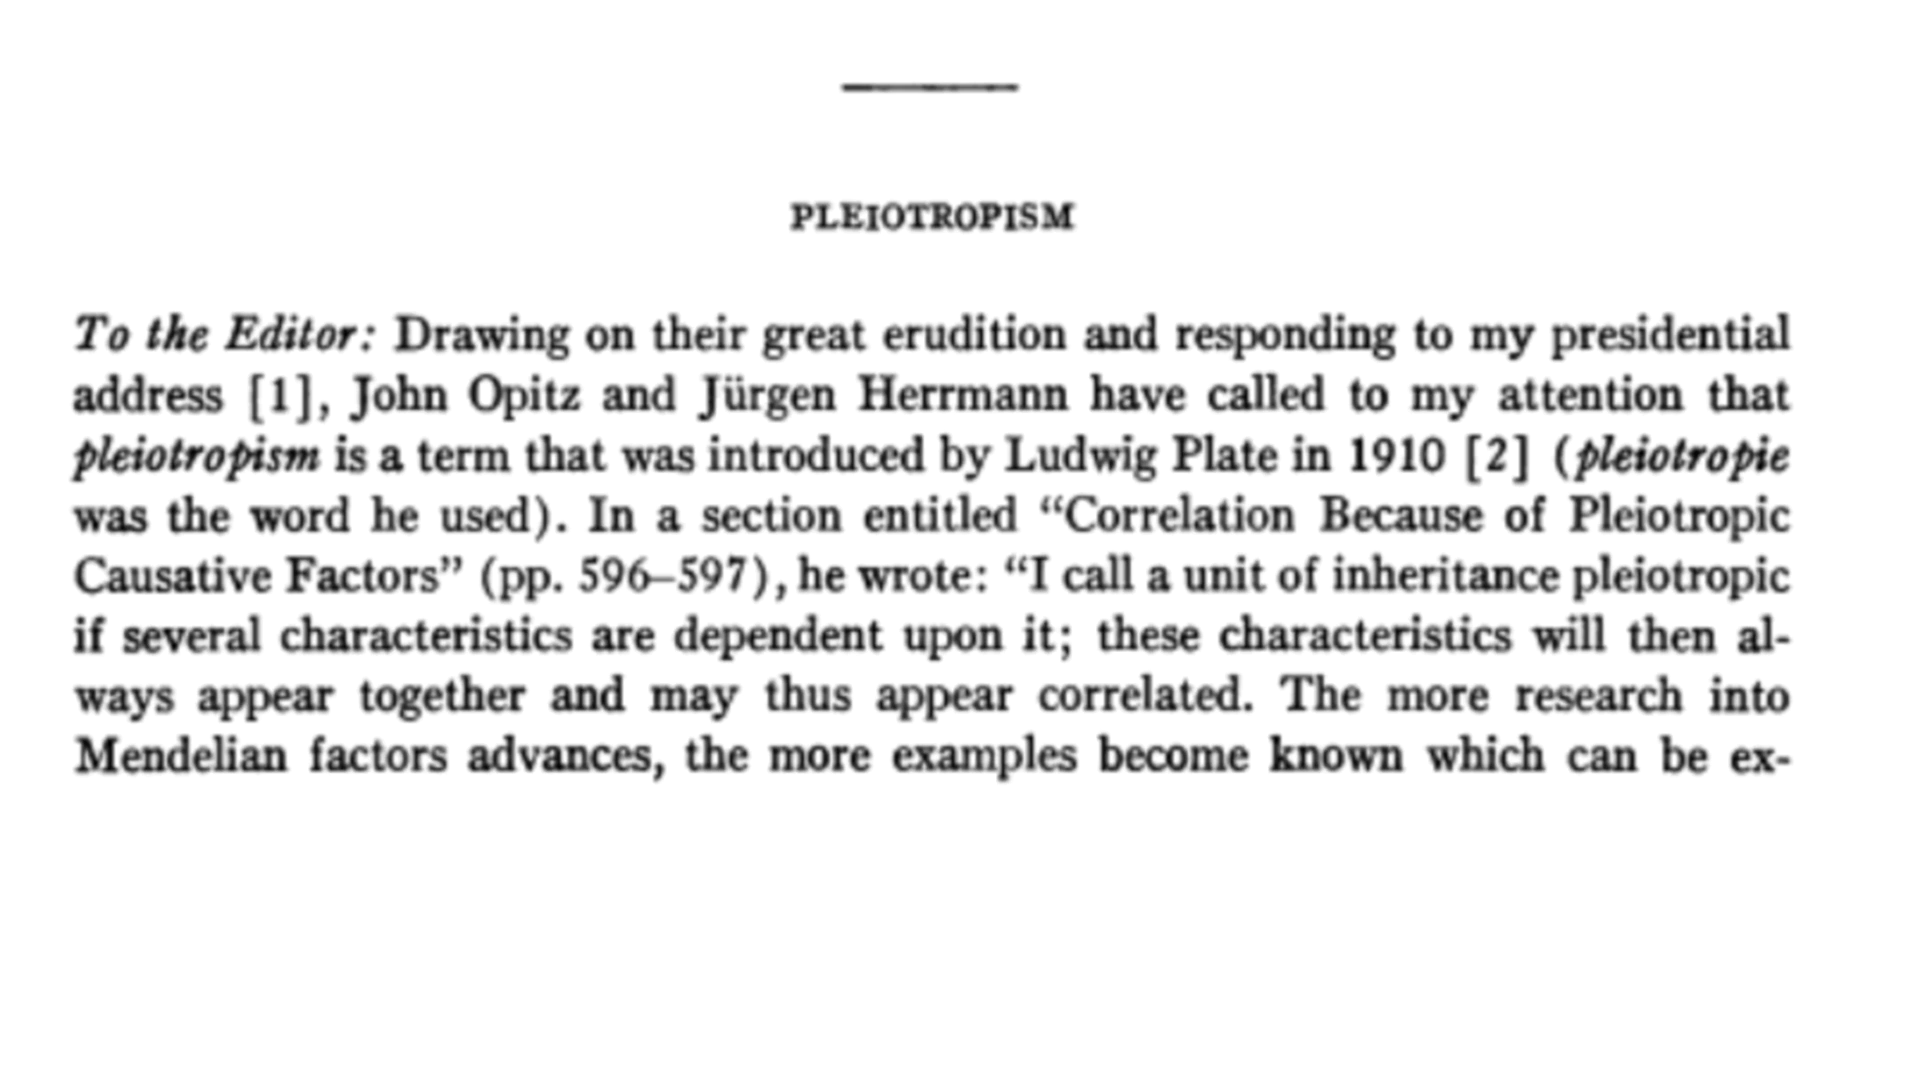 PLEIOTROPISM
To the Editor: Drawing on their great erudition and responding to my presidential
address [1], John Opitz and Jürgen Herrmann have called to my attention that
pleiotropism is a term that was introduced by Ludwig Plate in 1910 [2] (pleiotropie
was the word he used). In a section entitled “Correlation Because of Pleiotropic
Causative Factors” (pp. 596–597), he wrote: “I call a unit of inheritance pleiotropic
if several characteristics are dependent upon it; these characteristics will then al-
ways appear together and may thus appear correlated. The more research into
Mendelian factors advances, the more examples become known which can be ex-